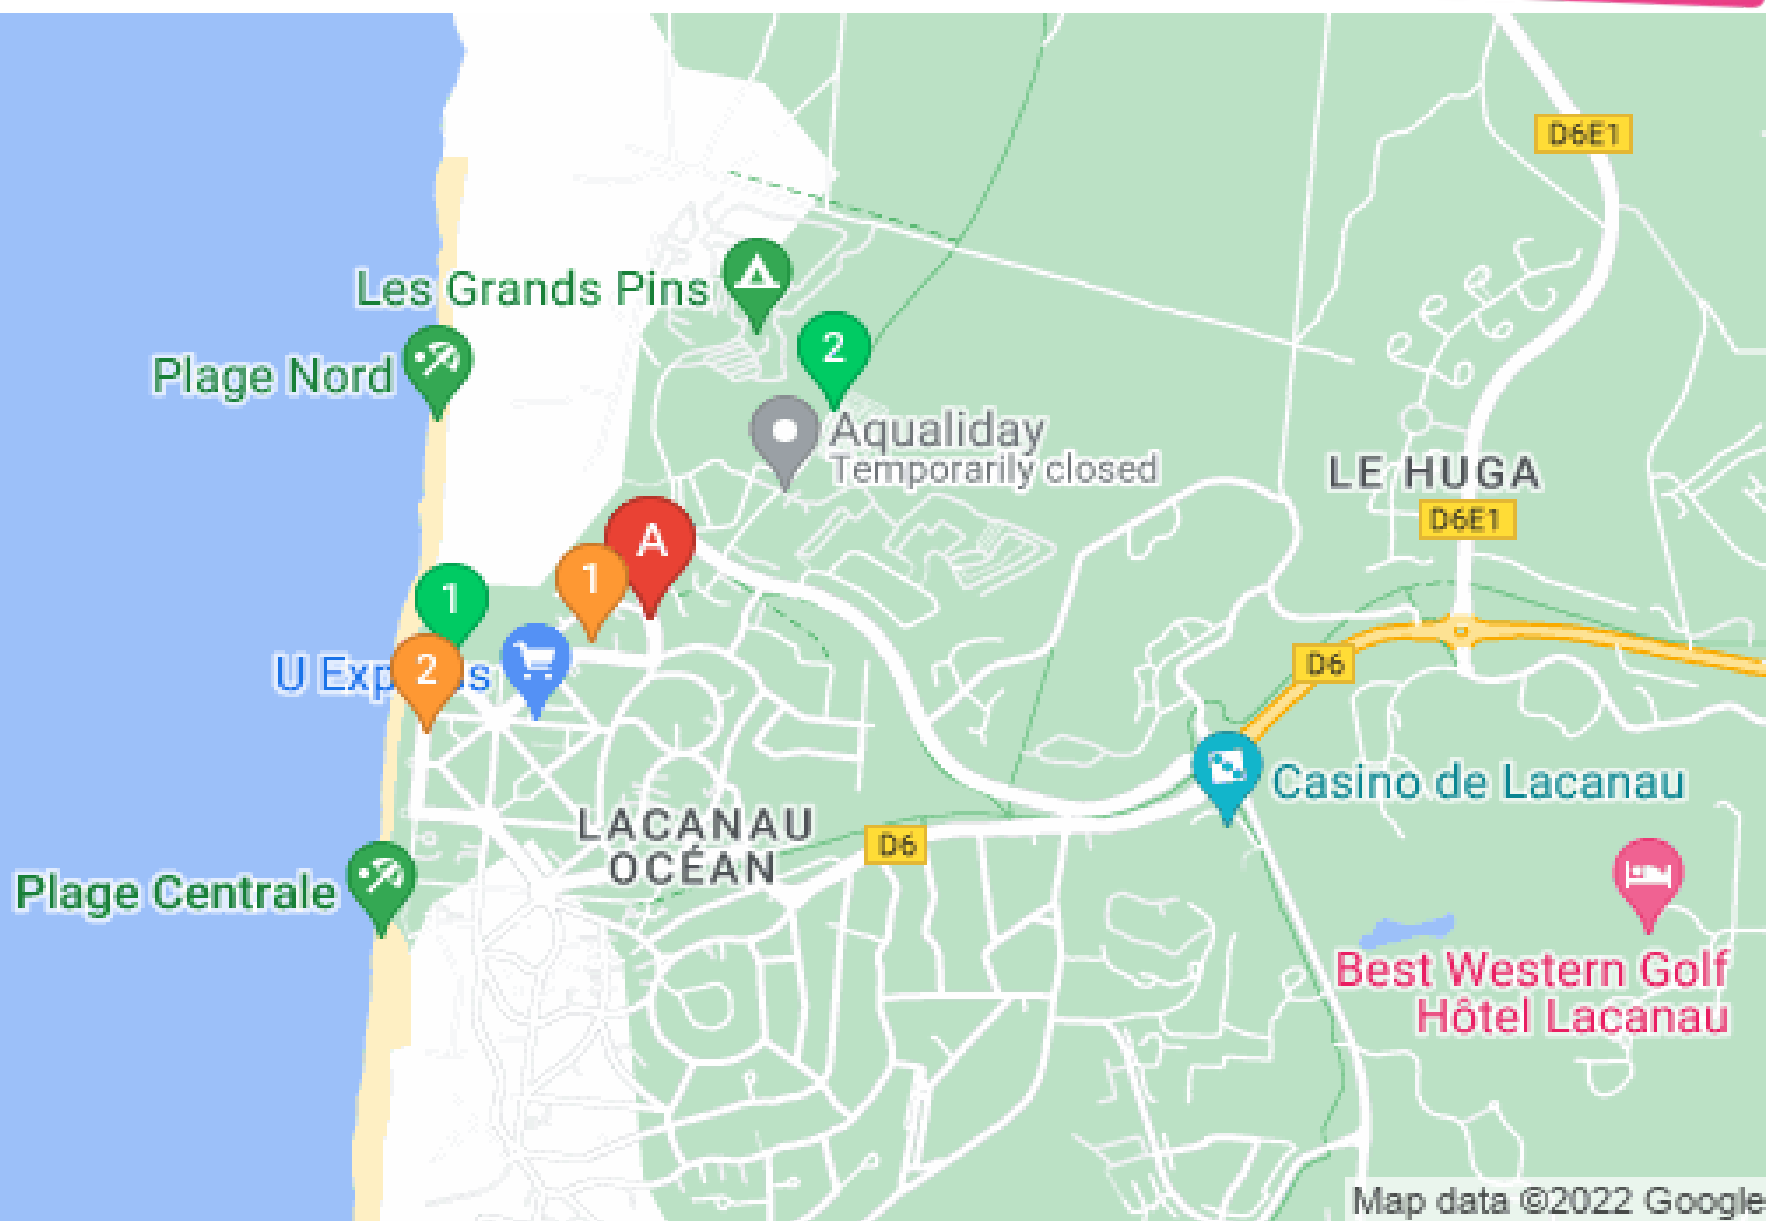 D6E1
Les Grands Pins
2
Plage Nord
Aqualiday
Temporarily closed
LE HUGA
D6E1
A
1
1
U Exp
2
s
D6
Casino de Lacanau
LACANAU
OCÉAN
D6
Plage Centrale
Best Western Golf
Hôtel Lacanau
Map data ©2022 Google